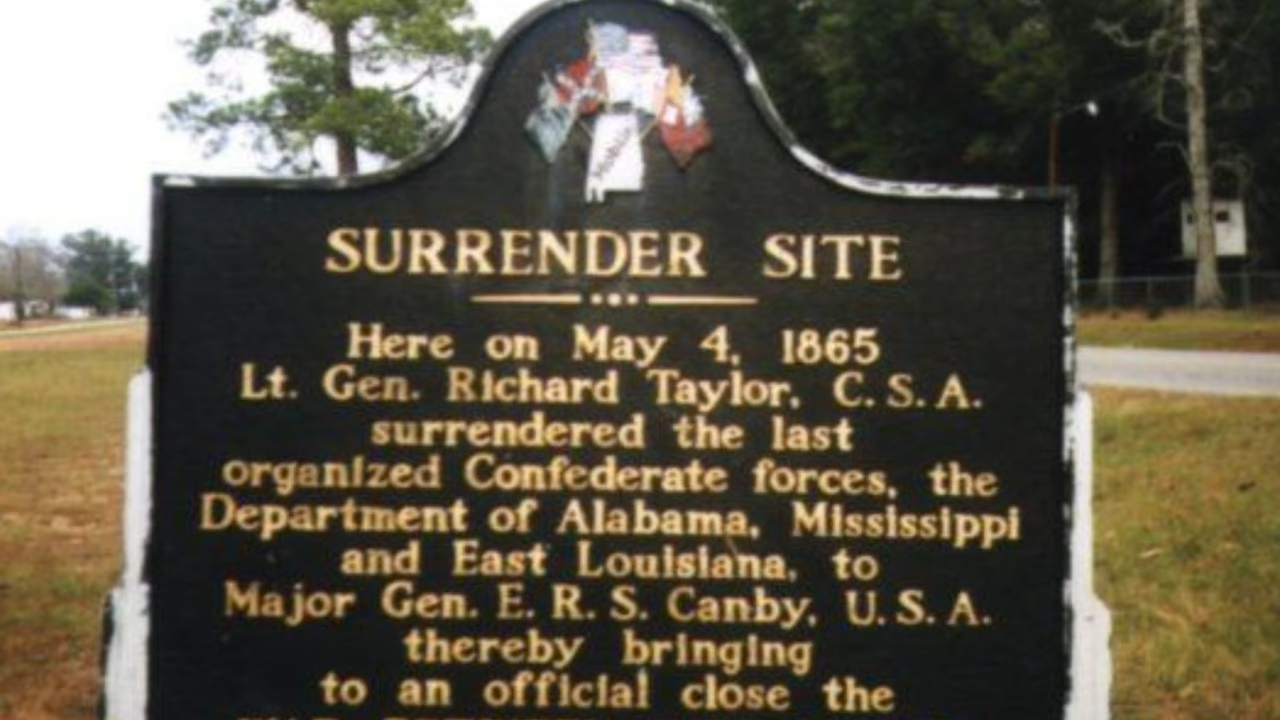 SURRENDER SITE
Here on May 4, 1865
Lt. Gen. Richard Taylor, C.S.A.
surrendered the last
organized Confederate forces, the
Department of Alabama, Mississippi
and East Louisiana, to
Major Gen. E.R.S. Canby, U.S.A.
thereby bringing
to an official close the